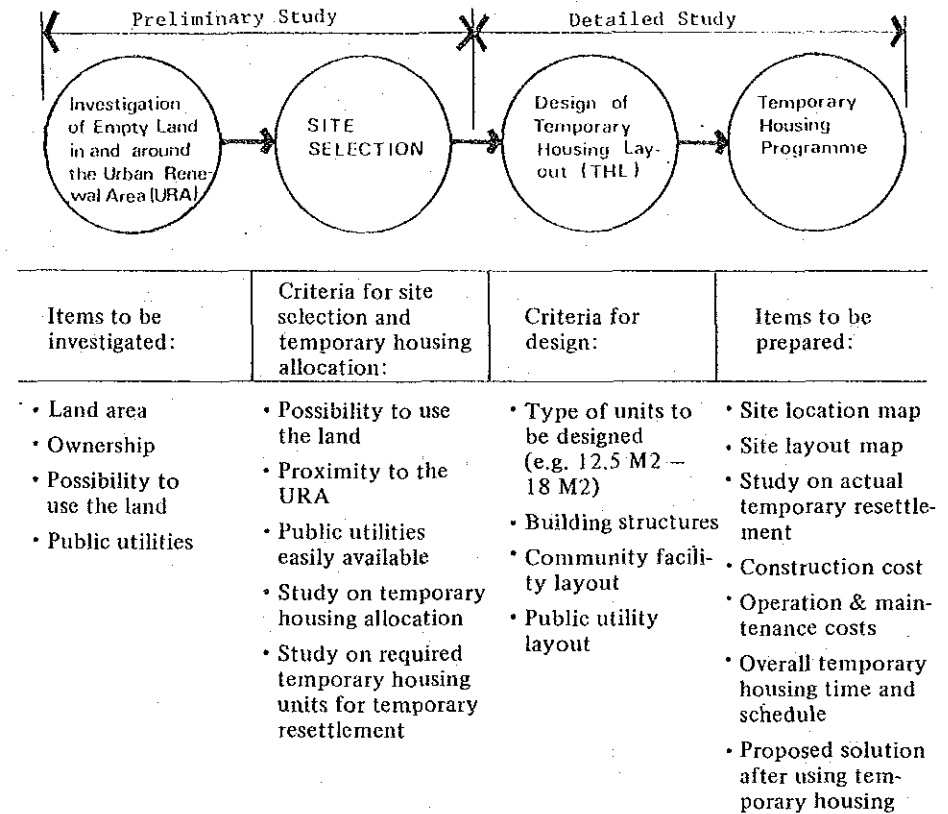 Preliminary Study
Detailed Study
Investigation
of Empty Land
in and around
the Urban Rene-
wal Area (URA)
SITE
SELECTION
Design of
Temporary
Housing Lay-
out (THL)
Temporary
Housing
Programme
Items to be
investigated:
• Land area
• Ownership
• Possibility to
use the land
• Public utilities
Criteria for site
selection and
temporary housing
allocation:
• Possibility to use
the land
• Proximity to the
URA
• Public utilities
easily available
• Study on temporary
housing allocation
• Study on required
temporary housing
units for temporary
resettlement
Criteria for
design:
• Type of units to
be designed
(e.g. 12.5 M2 –
18 M2)
• Building structures
• Community facili-
ty layout
• Public utility
layout
Items to be
prepared:
• Site location map
• Site layout map
• Study on actual
temporary resettle-
ment
• Construction cost
• Operation & main-
tenance costs
• Overall temporary
housing time and
schedule
• Proposed solution
after using tem-
porary housing